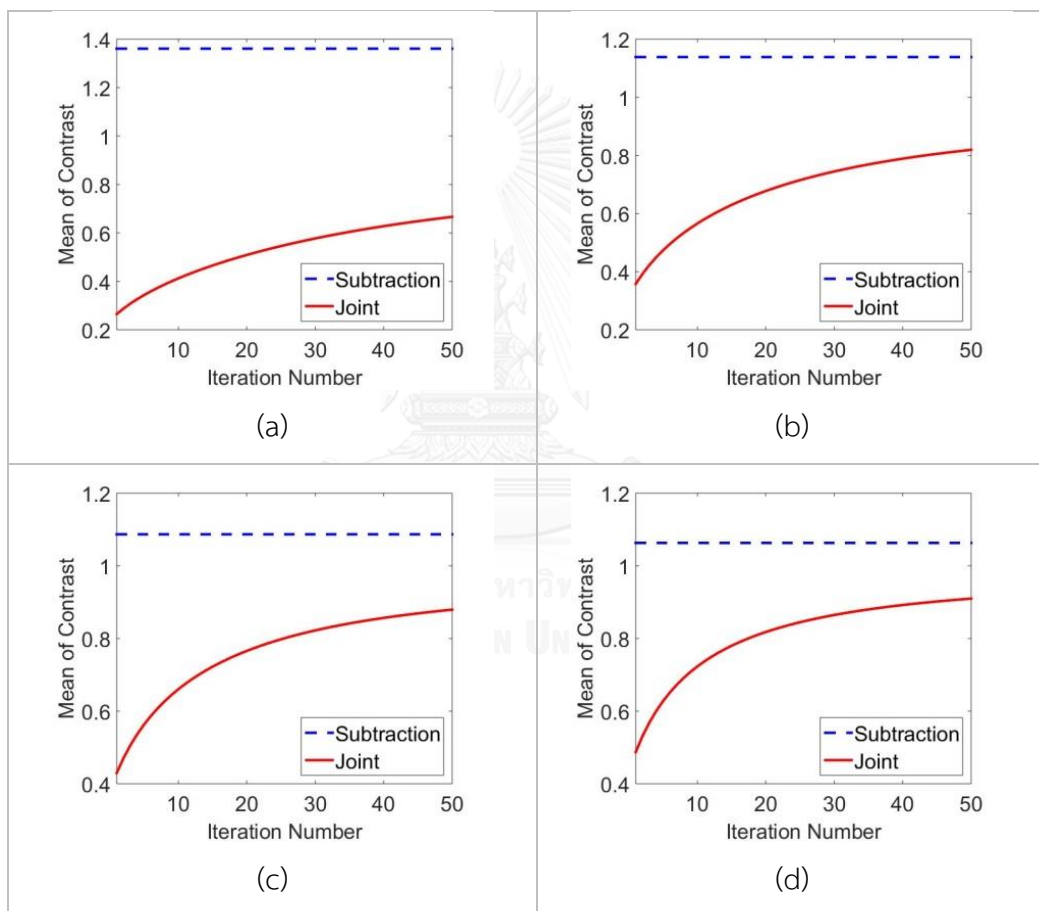 1.4
1.2
1
0.8
0.6
0.4
0.2
Mean of Contrast
Subtraction
Joint
10 20 30 40 50
Iteration Number
(a)
1.2
1
0.8
0.6
0.4
0.2
Mean of Contrast
Subtraction
Joint
10 20 30 40 50
Iteration Number
(b)
1.2
1
0.8
0.6
0.4
Mean of Contrast
Subtraction
Joint
10 20 30 40 50
Iteration Number
(c)
1.2
1
0.8
0.6
0.4
Mean of Contrast
Subtraction
Joint
10 20 30 40 50
Iteration Number
(d)